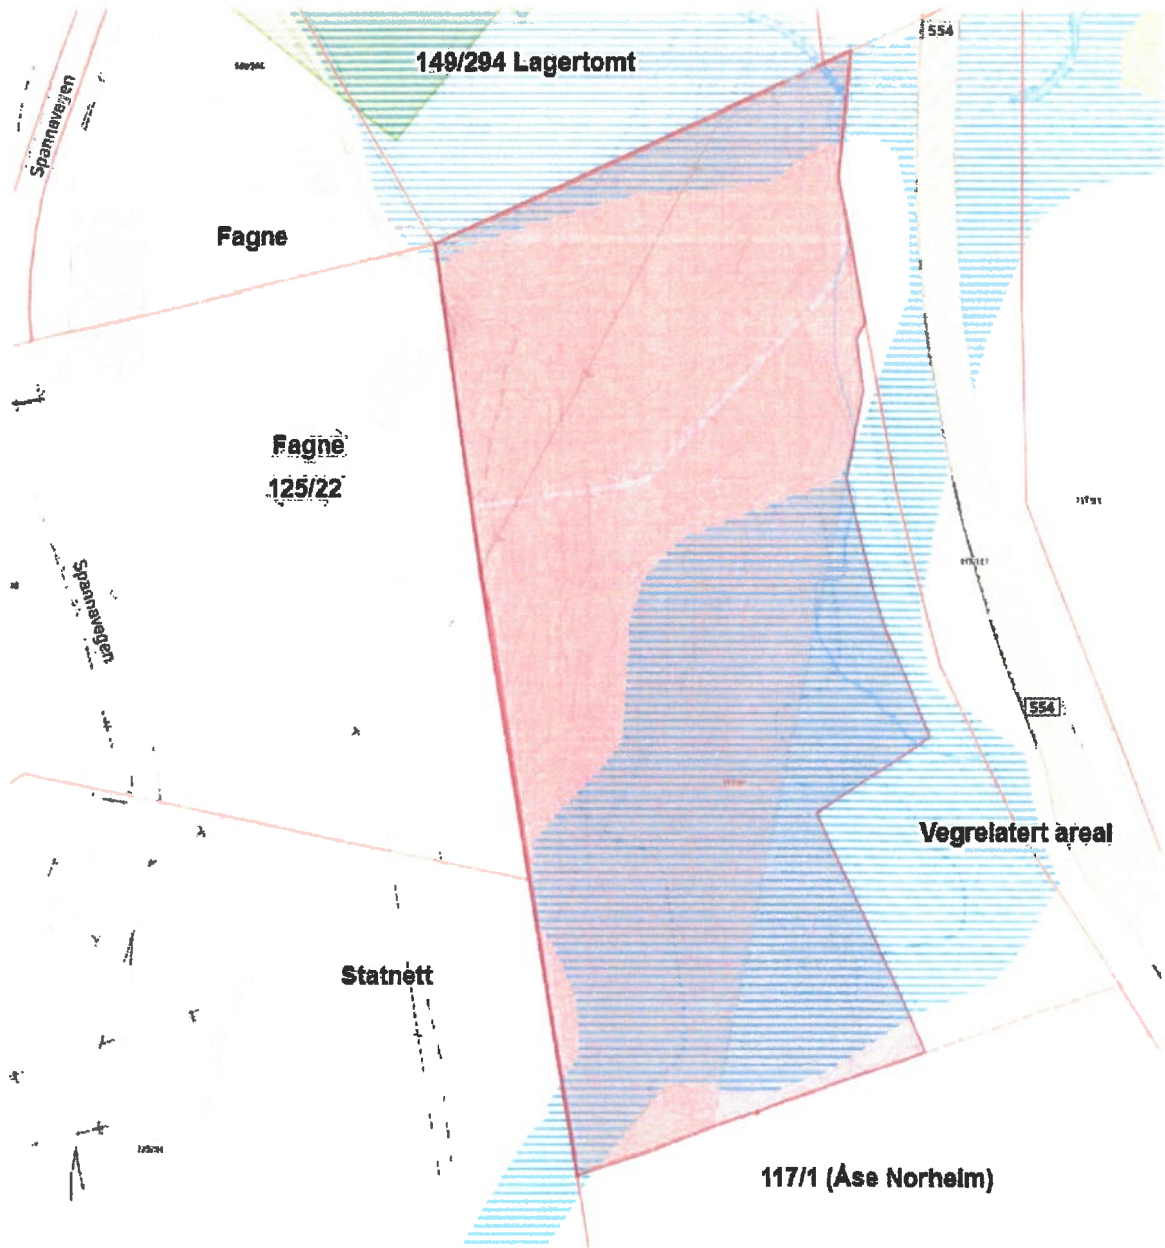 554
149/294 Lagertomt
Spannavegen
Fagne
Fagne
125/22
Spannavegen
554
Vegrelatert areal
Statnett
117/1 (Åse Norheim)